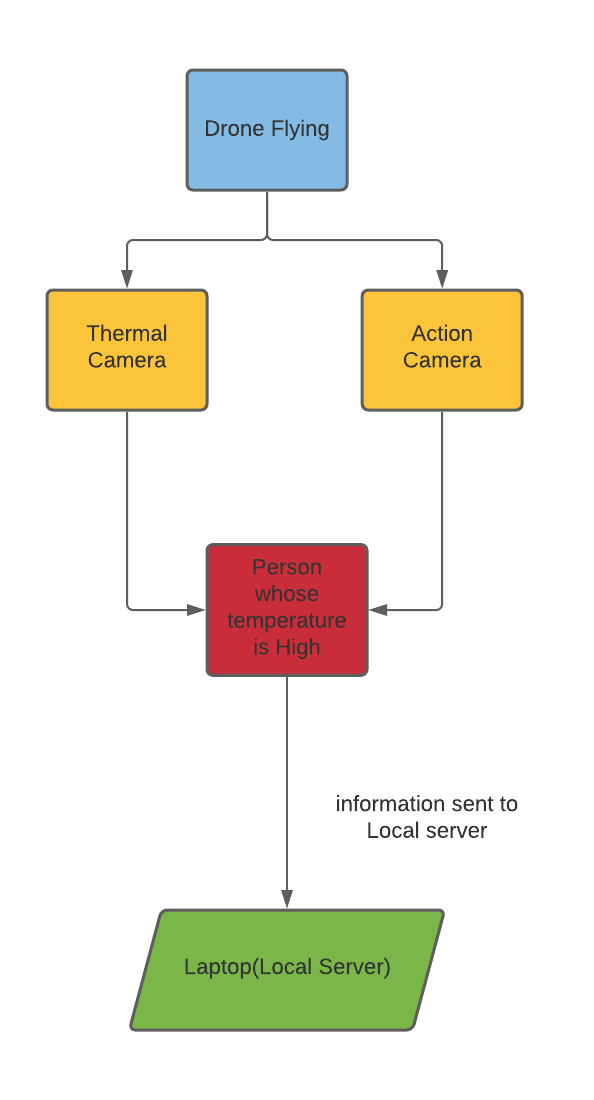 Drone Flying
Thermal
Camera
Action
Camera
Person
whose
temperature
is High
information sent to
Local server
Laptop(Local Server)